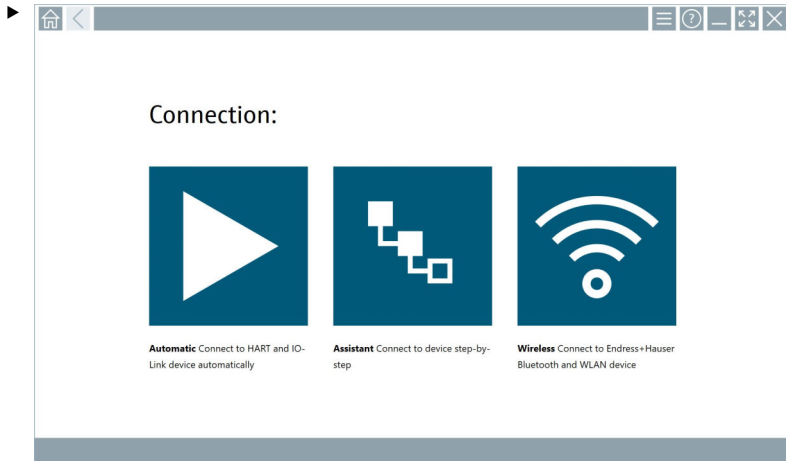 Connection:
Automatic Connect to HART and IO-
Link device automatically
Assistant Connect to device step-by-
step
Wireless Connect to Endress+Hauser
Bluetooth and WLAN device